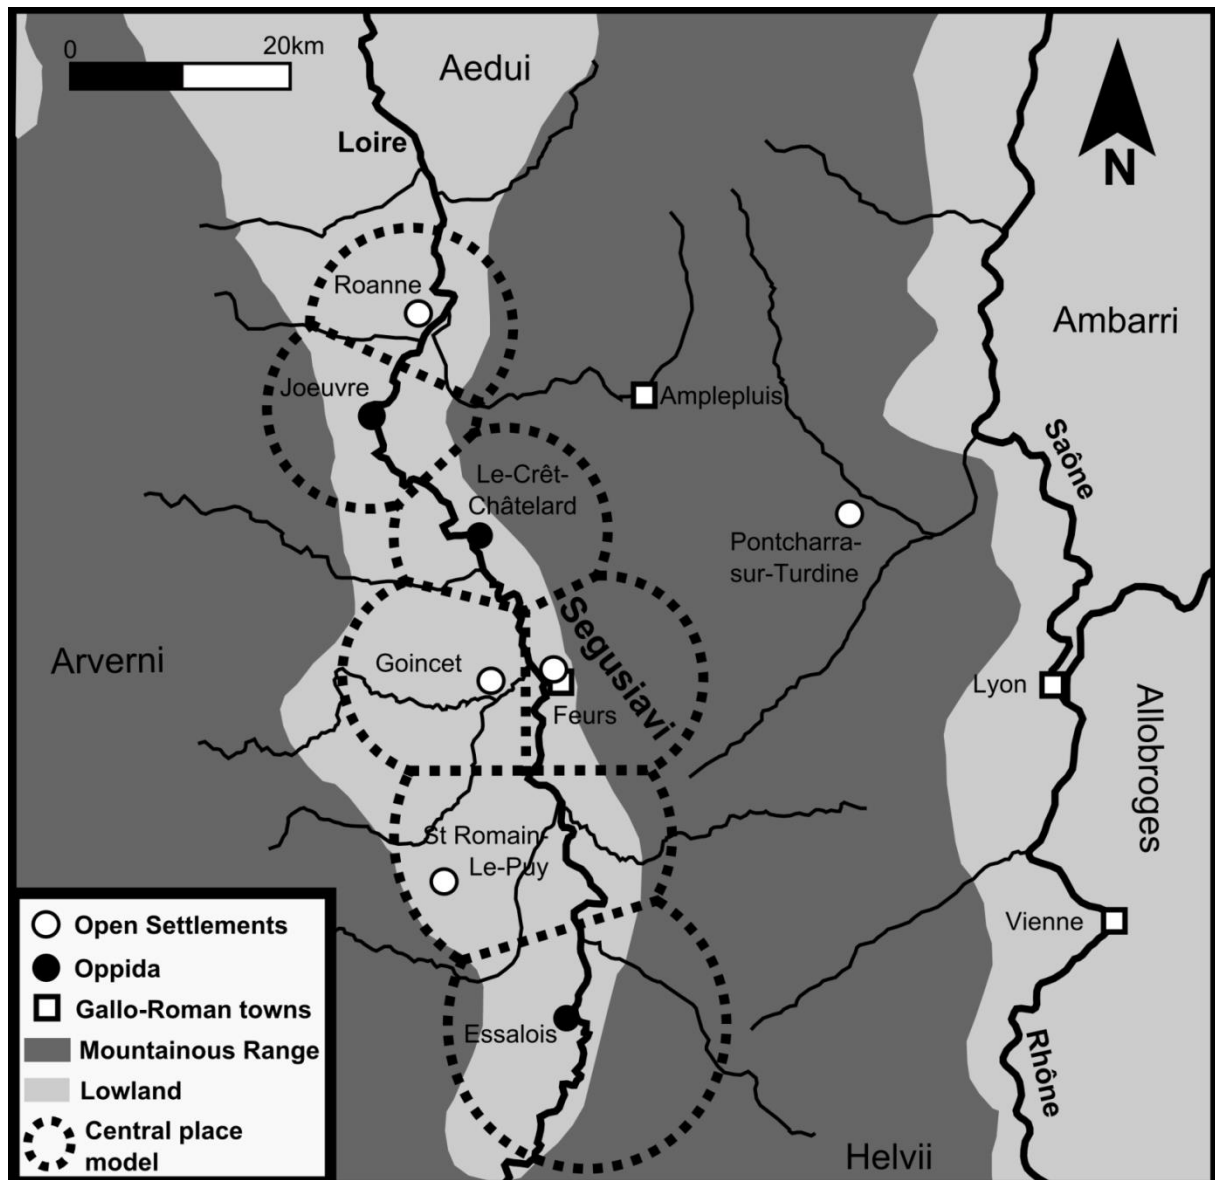 0
20km
Aedui
Loire
N
Roanne
Ambarri
Joeuvre
Amplepluis
Saône
Le-Crêt-
Châtelard
Pontcharra-
sur-Turdine
Segusiavi
Arverni
Goincet
Feurs
Lyon
Allobroges
St Romain-
Le-Puy
Vienne
Essalois
Rhône
Helvii
Open Settlements
Oppida
Gallo-Roman towns
Mountainous Range
Lowland
Central place
model